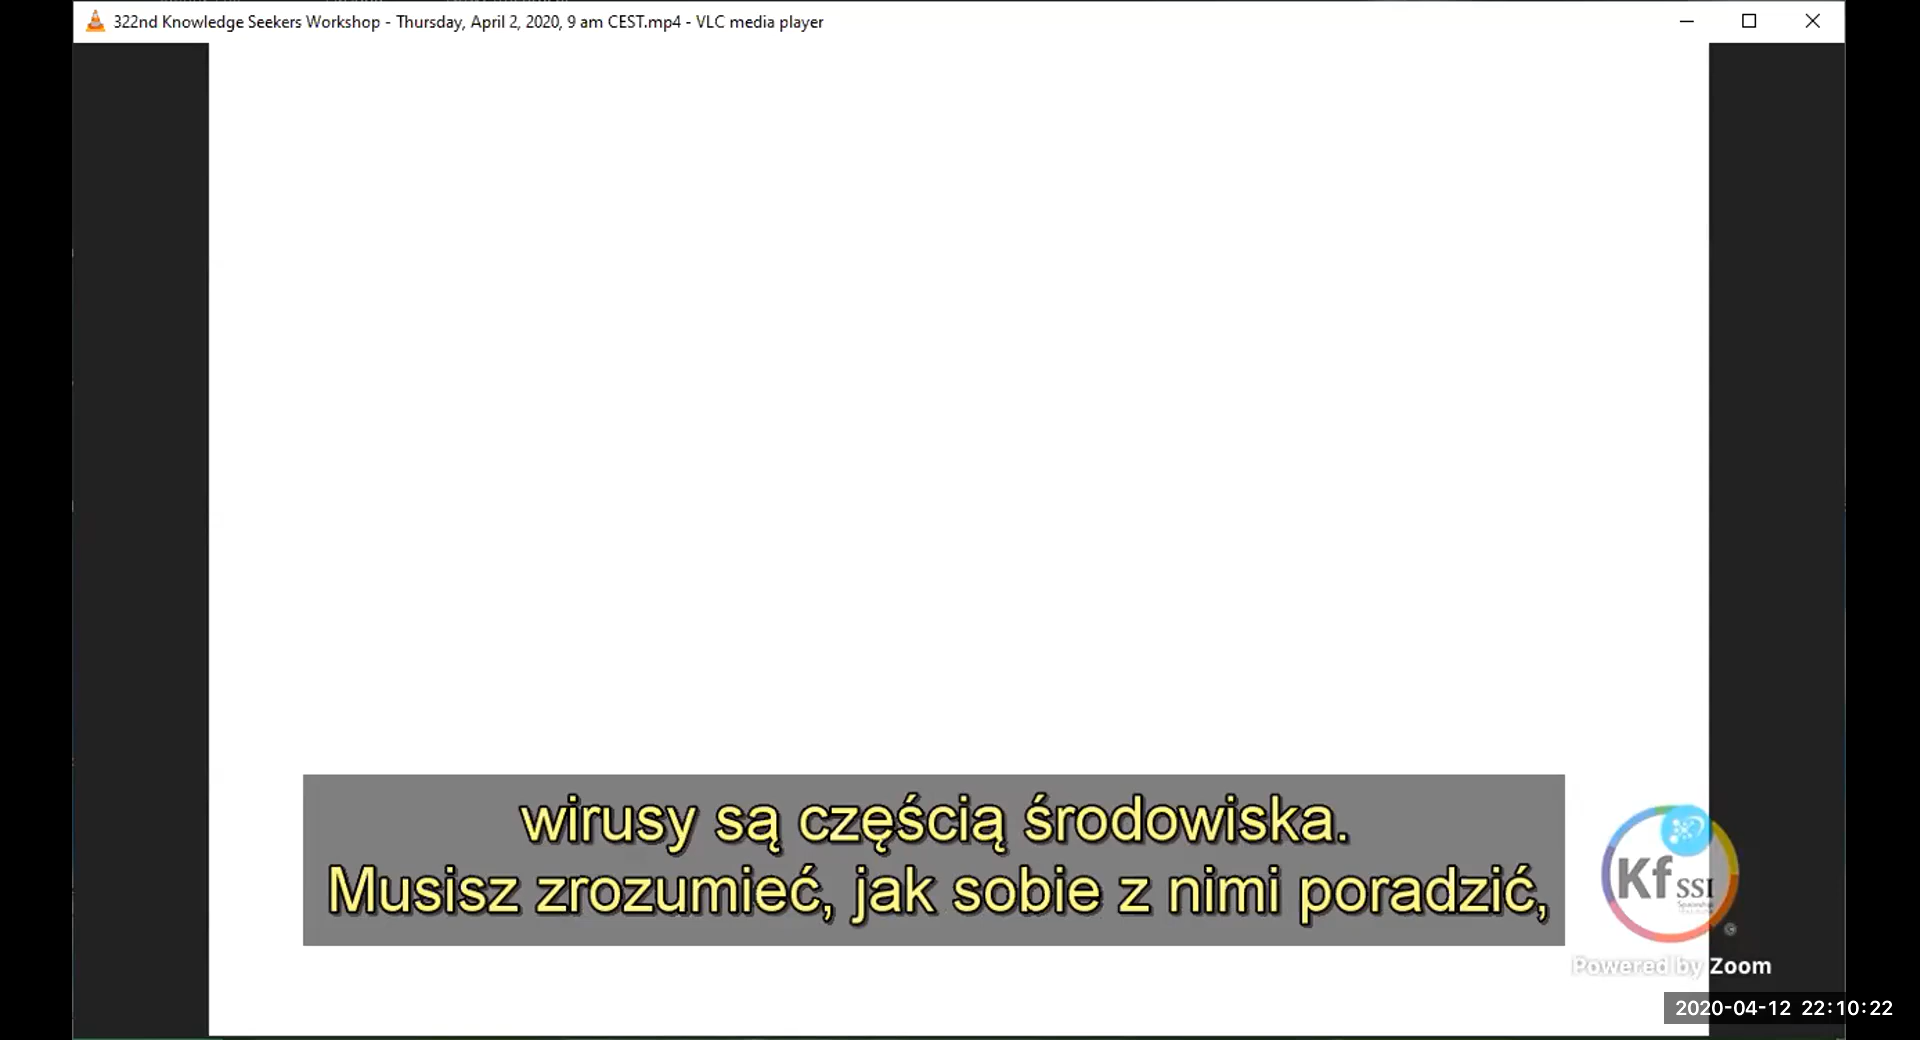 322nd Knowledge Seekers Workshop - Thursday, April 2, 2020, 9 am CEST.mp4 - VLC media player
wirusy są częścią środowiska.
Musisz zrozumieć, jak sobie z nimi poradzić,
Kf SSI
Powered by Zoom
2020-04-12 22:10:22